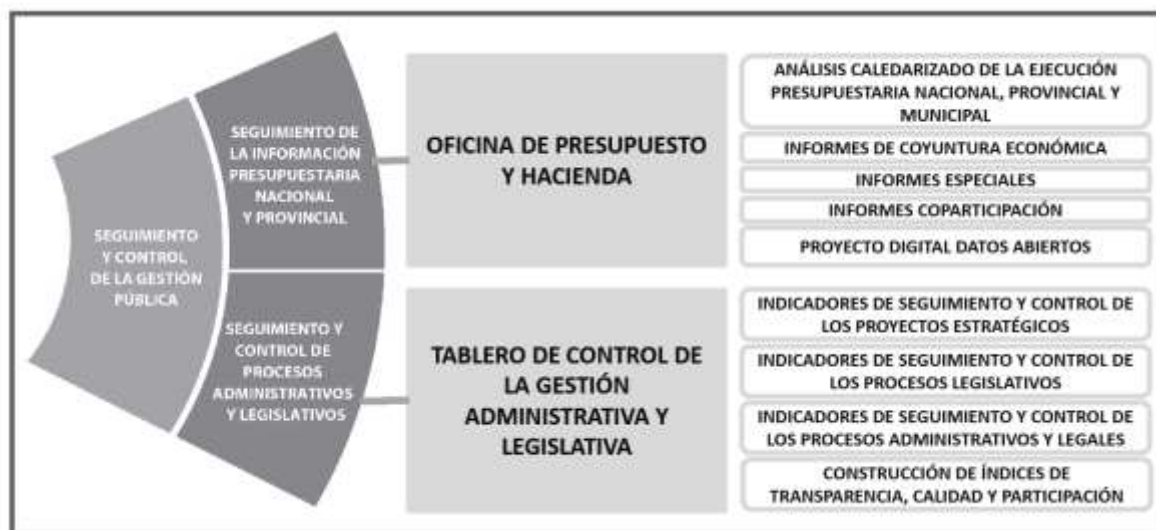 SEGUIMIENTO
Y CONTROL
DE LA GESTIÓN
PÚBLICA
SEGUIMIENTO DE
LA INFORMACIÓN
PRESUPUESTARIA
NACIONAL
Y PROVINCIAL
OFICINA DE PRESUPUESTO
Y HACIENDA
ANÁLISIS CALEDARIZADO DE LA EJECUCIÓN
PRESUPUESTARIA NACIONAL, PROVINCIAL Y
MUNICIPAL
INFORMES DE COYUNTURA ECONÓMICA
INFORMES ESPECIALES
INFORMES COPARTICIPACIÓN
PROYECTO DIGITAL DATOS ABIERTOS
SEGUIMIENTO Y
CONTROL DE
PROCESOS
ADMINISTRATIVOS
Y LEGISLATIVOS
TABLERO DE CONTROL DE
LA GESTIÓN
ADMINISTRATIVA Y
LEGISLATIVA
INDICADORES DE SEGUIMIENTO Y CONTROL DE
LOS PROYECTOS ESTRATÉGICOS
INDICADORES DE SEGUIMIENTO Y CONTROL DE
LOS PROCESOS LEGISLATIVOS
INDICADORES DE SEGUIMIENTO Y CONTROL DE
LOS PROCESOS ADMINISTRATIVOS Y LEGALES
CONSTRUCCIÓN DE ÍNDICES DE
TRANSPARENCIA, CALIDAD Y PARTICIPACIÓN